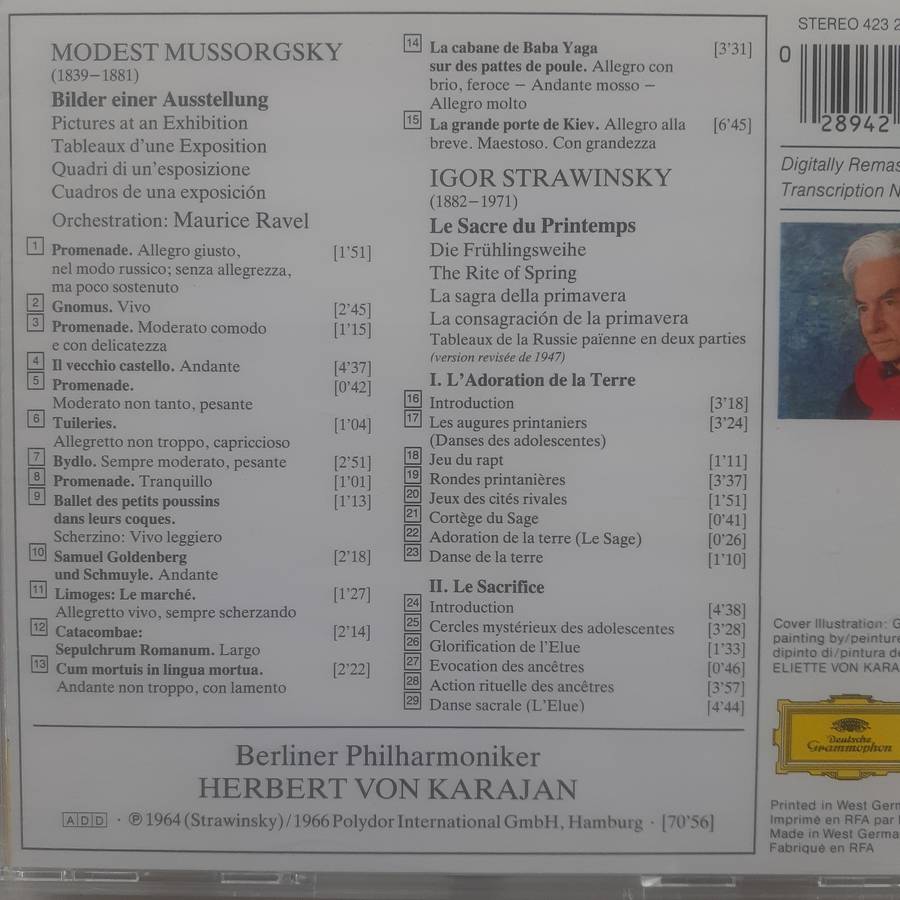 MODEST MUSSORGSKY
(1839–1881)
Bilder einer Ausstellung
Pictures at an Exhibition
Tableaux d'une Exposition
Quadri di un'esposizione
Cuadros de una exposición
Orchestration: Maurice Ravel
1 Promenade. Allegro giusto, [1'51]
nel modo russico; senza allegrezza,
ma poco sostenuto
2 Gnomus. Vivo [2'45]
3 Promenade. Moderato comodo [1'15]
e con delicatezza
4 Il vecchio castello. Andante [4'37]
5 Promenade. [0'42]
Moderato non tanto, pesante
6 Tuileries. [1'04]
Allegretto non troppo, capriccioso
7 Bydlo. Sempre moderato, pesante [2'51]
8 Promenade. Tranquillo [1'01]
9 Ballet des petits poussins [1'13]
dans leurs coques.
Scherzino: Vivo leggiero
10 Samuel Goldenberg [2'18]
und Schmuyle. Andante
11 Limoges: Le marché. [1'27]
Allegretto vivo, sempre scherzando
12 Catacombae: [2'14]
Sepulchrum Romanum. Largo
13 Cum mortuis in lingua mortua. [2'22]
Andante non troppo, con lamento
14 La cabane de Baba Yaga [3'31]
sur des pattes de poule. Allegro con
brio, feroce – Andante mosso –
Allegro molto
15 La grande porte de Kiev. Allegro alla [6'45]
breve. Maestoso. Con grandezza
IGOR STRAWINSKY
(1882–1971)
Le Sacre du Printemps
Die Frühlingsweihe
The Rite of Spring
La sagra della primavera
La consagración de la primavera
Tableaux de la Russie païenne en deux parties
(version revisée de 1947)
I. L'Adoration de la Terre
16 Introduction [3'18]
17 Les augures printaniers [3'24]
(Danses des adolescentes)
18 Jeu du rapt [1'11]
19 Rondes printanières [3'37]
20 Jeux des cités rivales [1'51]
21 Cortège du Sage [0'41]
22 Adoration de la terre (Le Sage) [0'26]
23 Danse de la terre [1'10]
II. Le Sacrifice
24 Introduction [4'38]
25 Cercles mystérieux des adolescentes [3'28]
26 Glorification de l'Elue [1'33]
27 Evocation des ancêtres [0'46]
28 Action rituelle des ancêtres [3'57]
29 Danse sacrale (L'Elue) [4'44]
Berliner Philharmoniker
HERBERT VON KARAJAN
ADD · ℗ 1964 (Strawinsky) / 1966 Polydor International GmbH, Hamburg · [70'56]
STEREO 423 2
0
28942
Digitally Remas
Transcription N
Cover Illustration: G
painting by/peinture
dipinto di/pintura de
ELIETTE VON KARA
Deutsche
Grammophon
Printed in West Germ
Imprimé en RFA par
Made in West Germa
Fabriqué en RFA